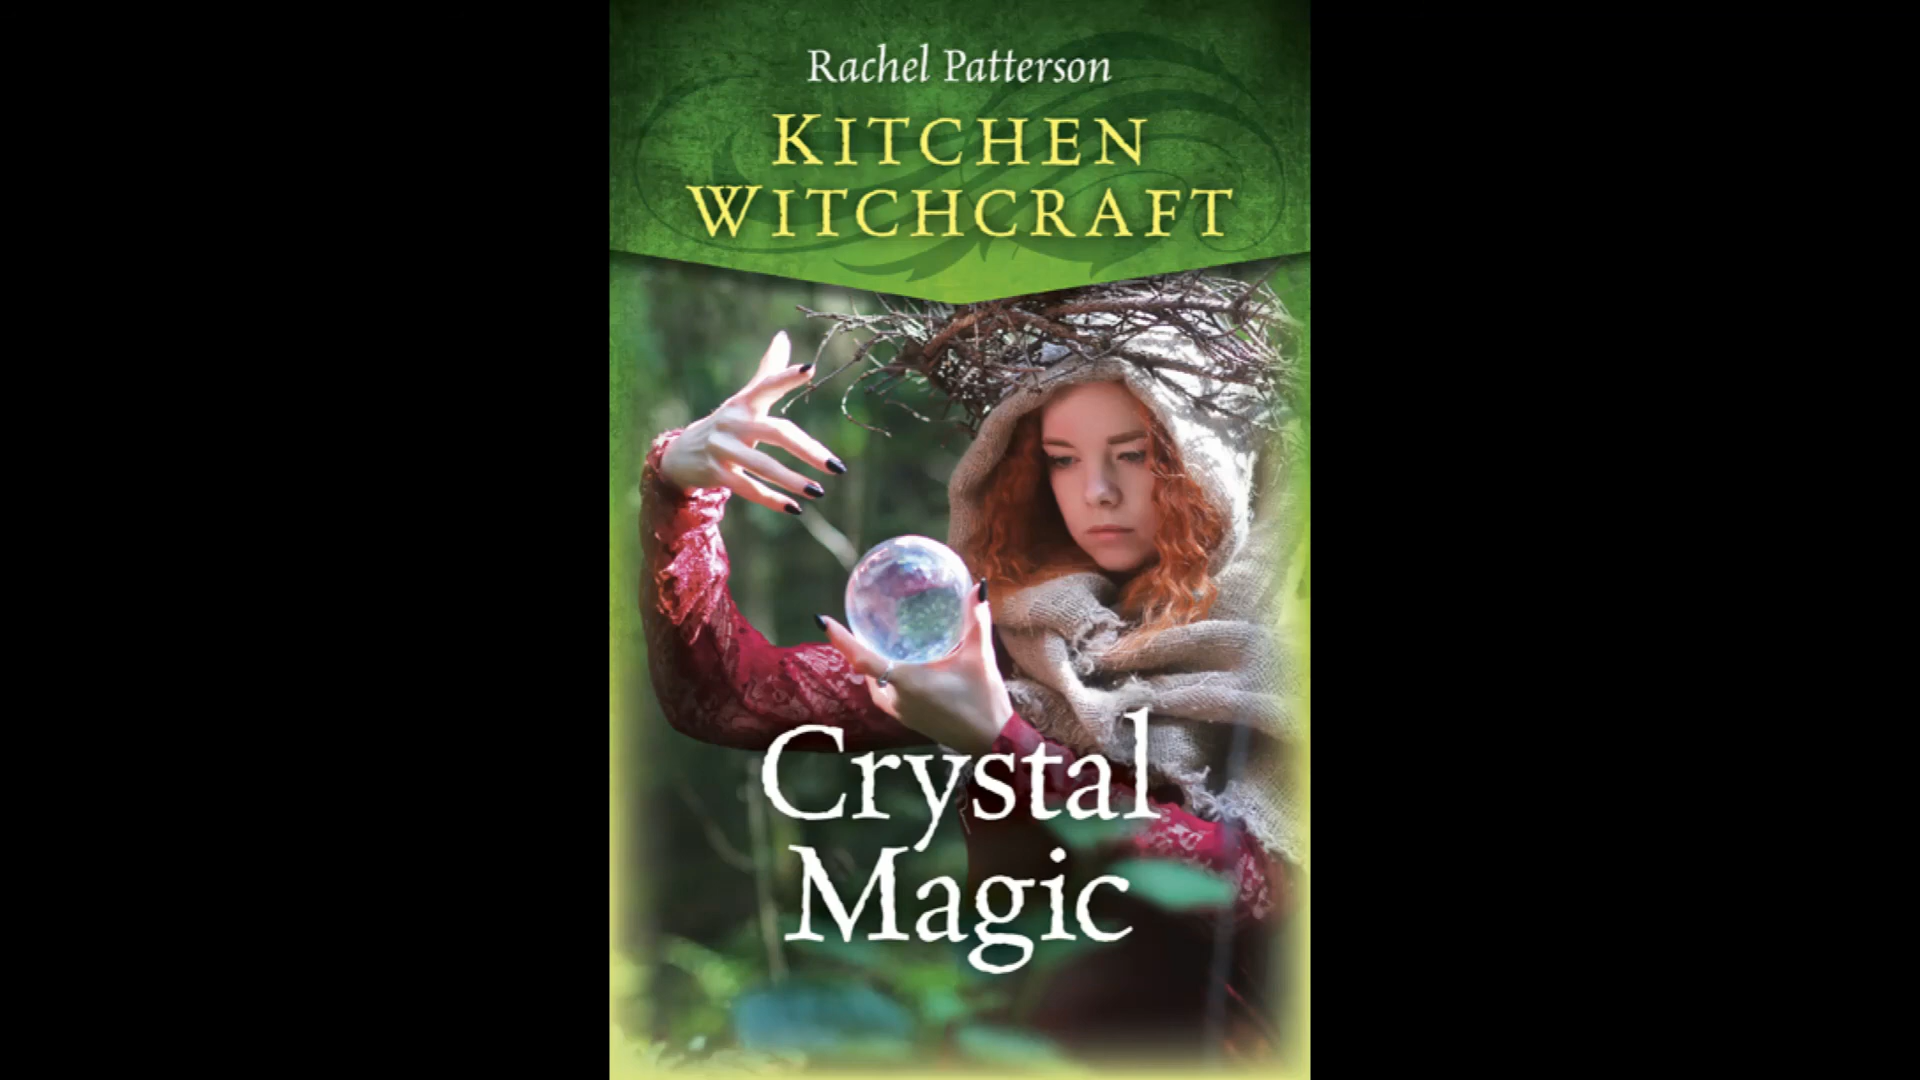 Rachel Patterson
KITCHEN
WITCHCRAFT
Crystal
Magic